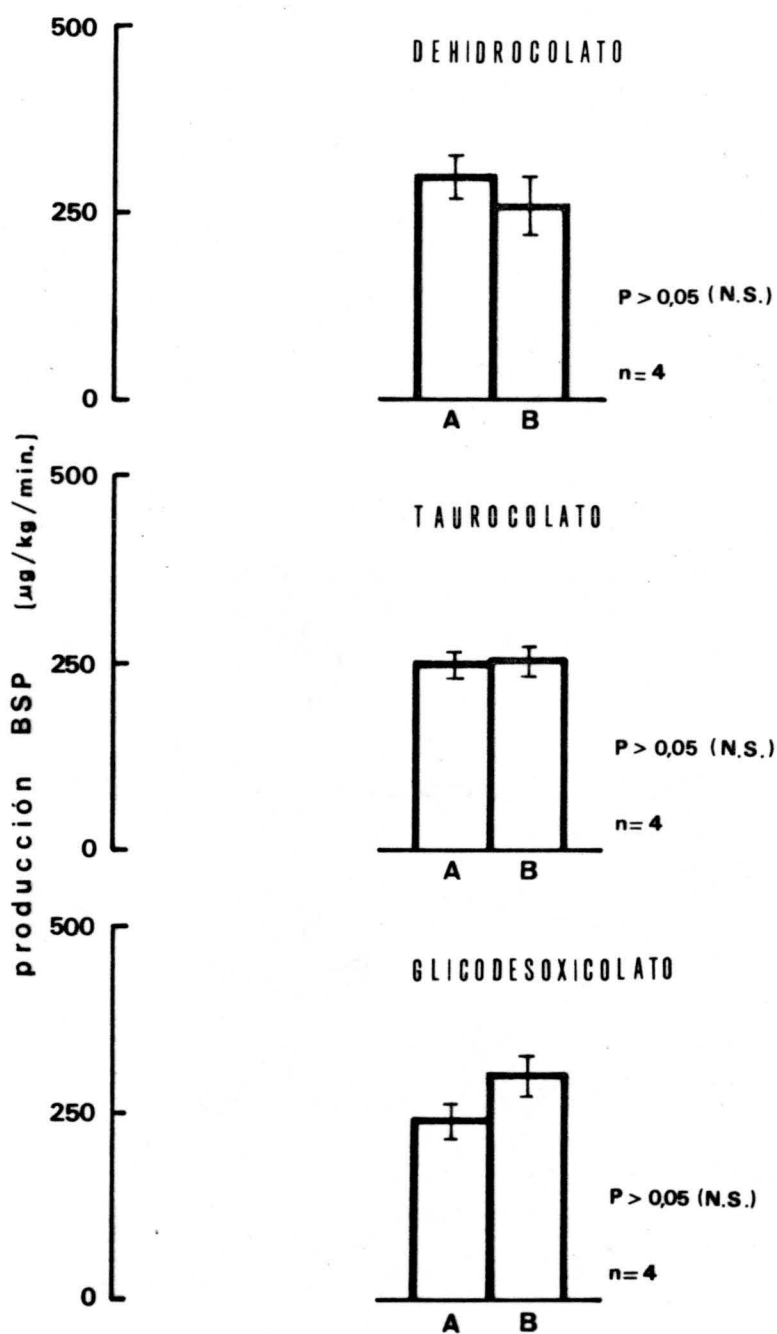 producción BSP (µg/kg/min.)
500
DEHIDROCOLATO
250
P > 0,05 (N.S.)
n=4
0
A B
500
TAUROCOLATO
250
P > 0,05 (N.S.)
n=4
0
A B
500
GLICODESOXICOLATO
250
P > 0,05 (N.S.)
n=4
0
A B